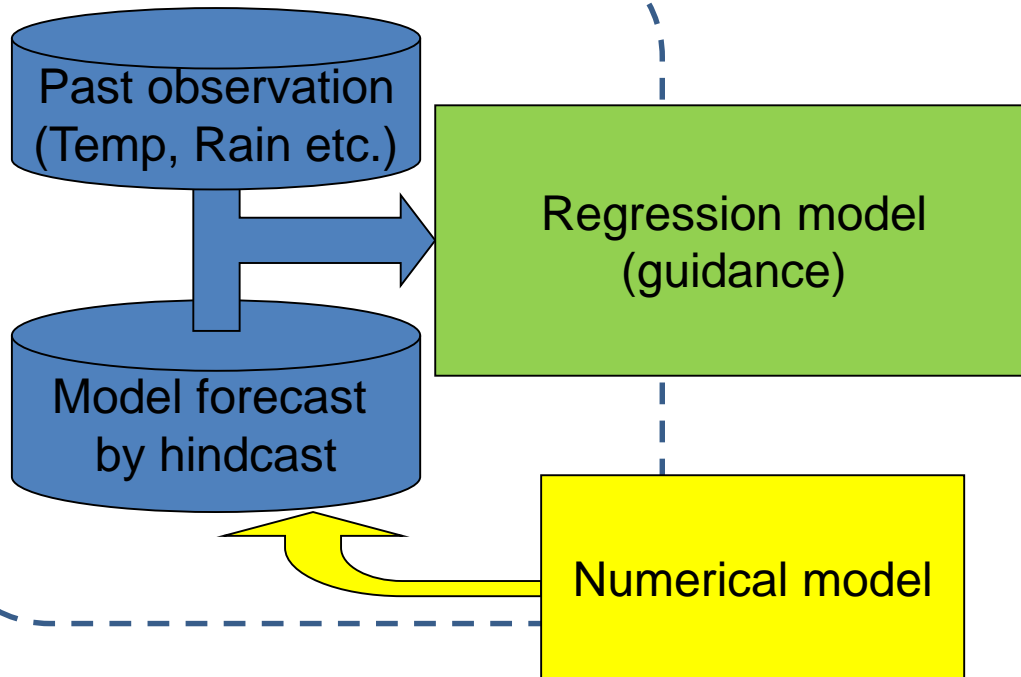 Past observation
(Temp, Rain etc.)
Regression model
(guidance)
Model forecast
by hindcast
Numerical model